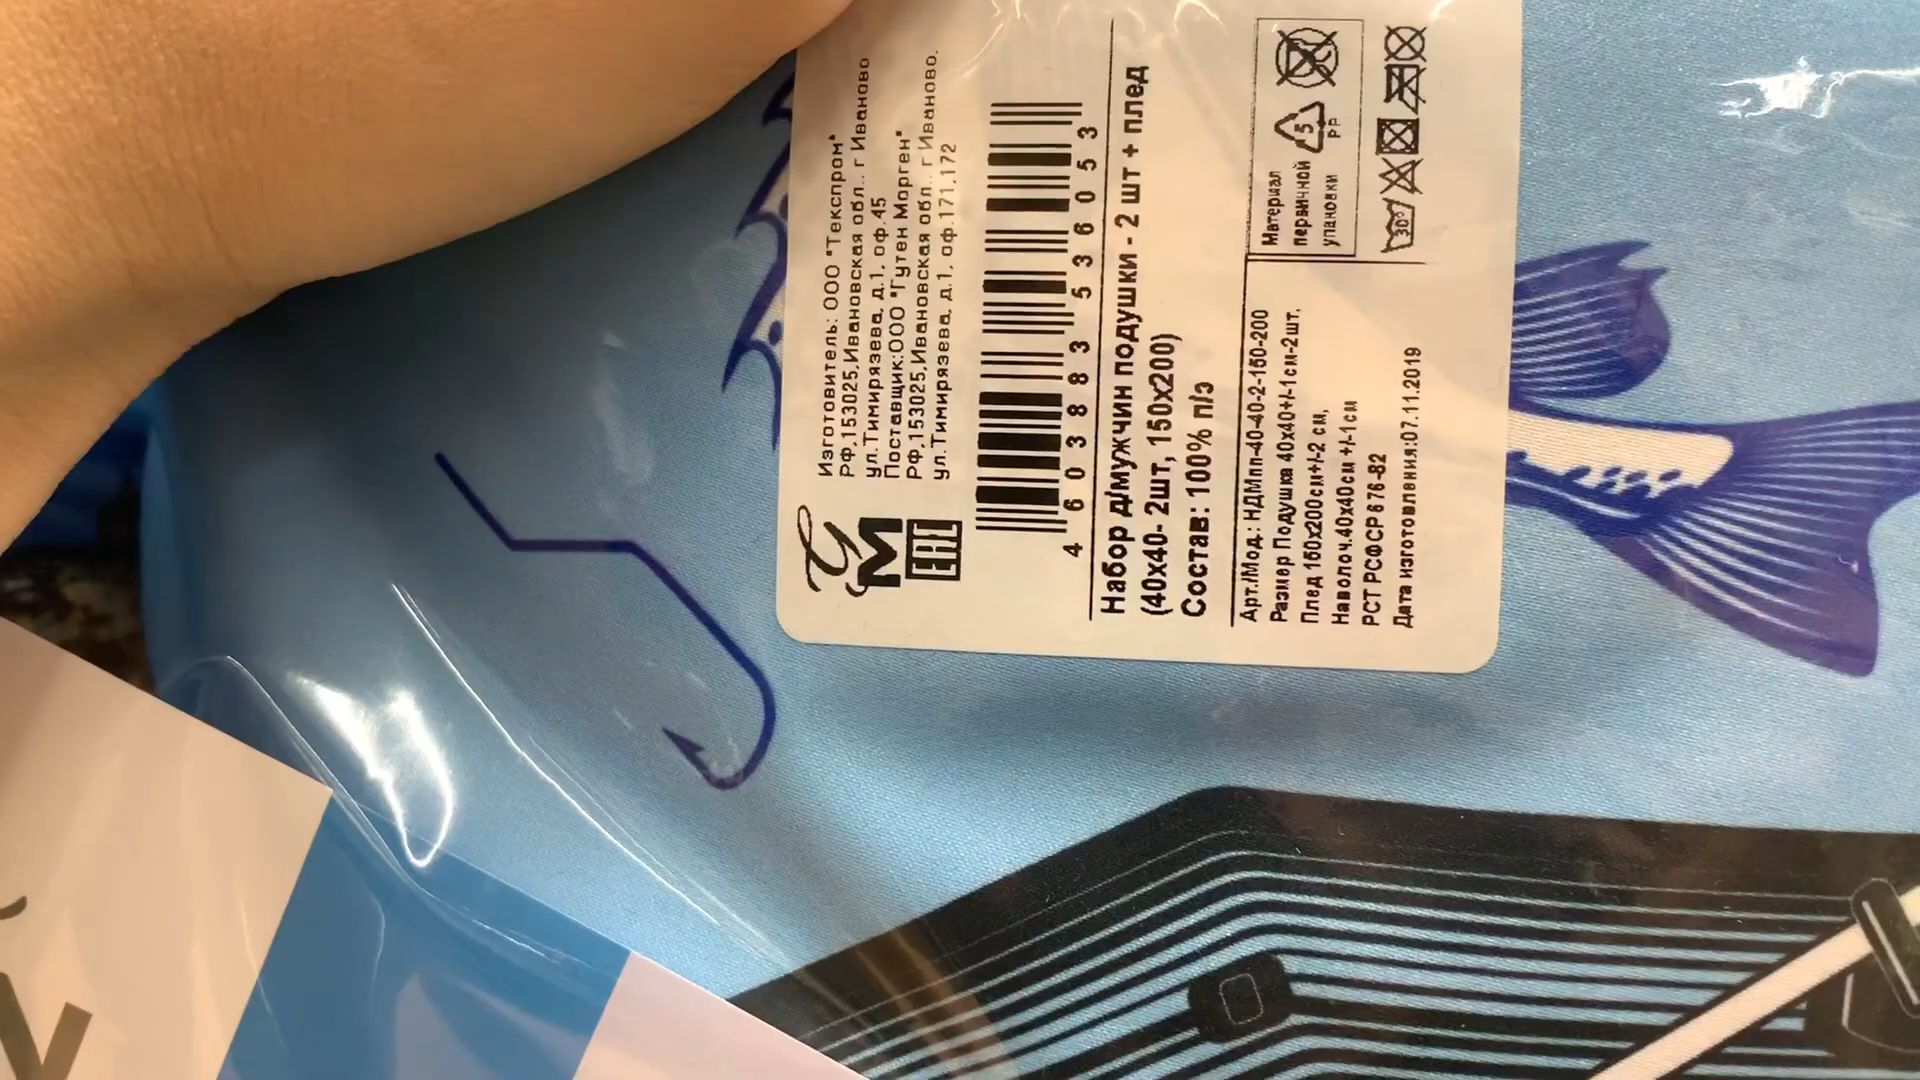 Изготовитель: ООО "Текспром"
РФ,153025,Ивановская обл., г Иваново
ул.Тимирязева, д.1, оф.45
Поставщик:ООО "Гутен Морген"
РФ,153025,Ивановская обл., г Иваново.
ул.Тимирязева, д.1, оф.171,172
М
ЕАС
4 603883 536053
Набор д/мужчин подушки - 2 шт + плед
(40х40- 2шт, 150х200)
Состав: 100% п/э
Арт./Мод.: НДМпп-40-40-2-150-200
Размер Подушка 40х40+/-1см-2шт,
Плед 150х200см+/-2 см,
Наволоч.40х40см +/-1см
РСТ РСФСР 676-82
Дата изготовления:07.11.2019
Материал
первичной
упаковки
5
PP
30°